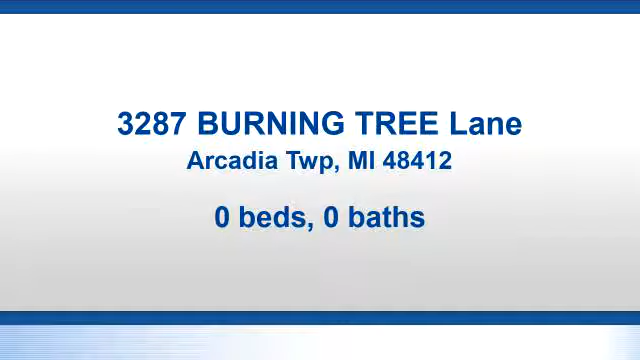 3287 BURNING TREE Lane
Arcadia Twp, MI 48412
0 beds, 0 baths